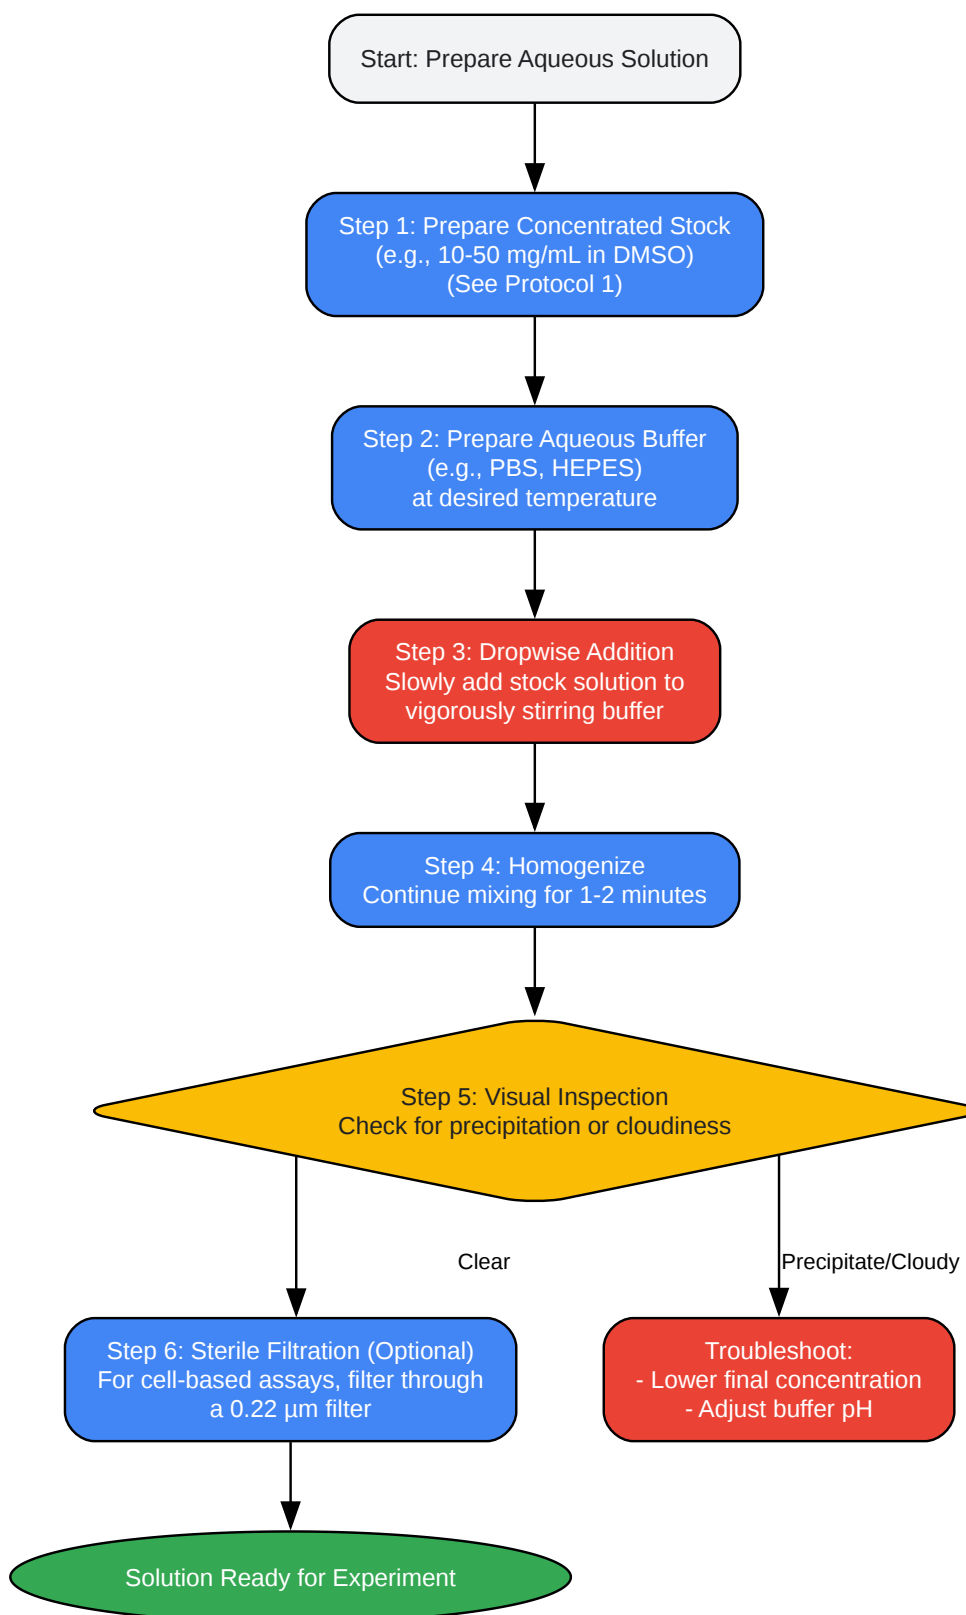 Start: Prepare Aqueous Solution
Step 1: Prepare Concentrated Stock
(e.g., 10-50 mg/mL in DMSO)
(See Protocol 1)
Step 2: Prepare Aqueous Buffer
(e.g., PBS, HEPES)
at desired temperature
Step 3: Dropwise Addition
Slowly add stock solution to
vigorously stirring buffer
Step 4: Homogenize
Continue mixing for 1-2 minutes
Step 5: Visual Inspection
Check for precipitation or cloudiness
Clear
Precipitate/Cloudy
Step 6: Sterile Filtration (Optional)
For cell-based assays, filter through
a 0.22 µm filter
Troubleshoot:
- Lower final concentration
- Adjust buffer pH
Solution Ready for Experiment